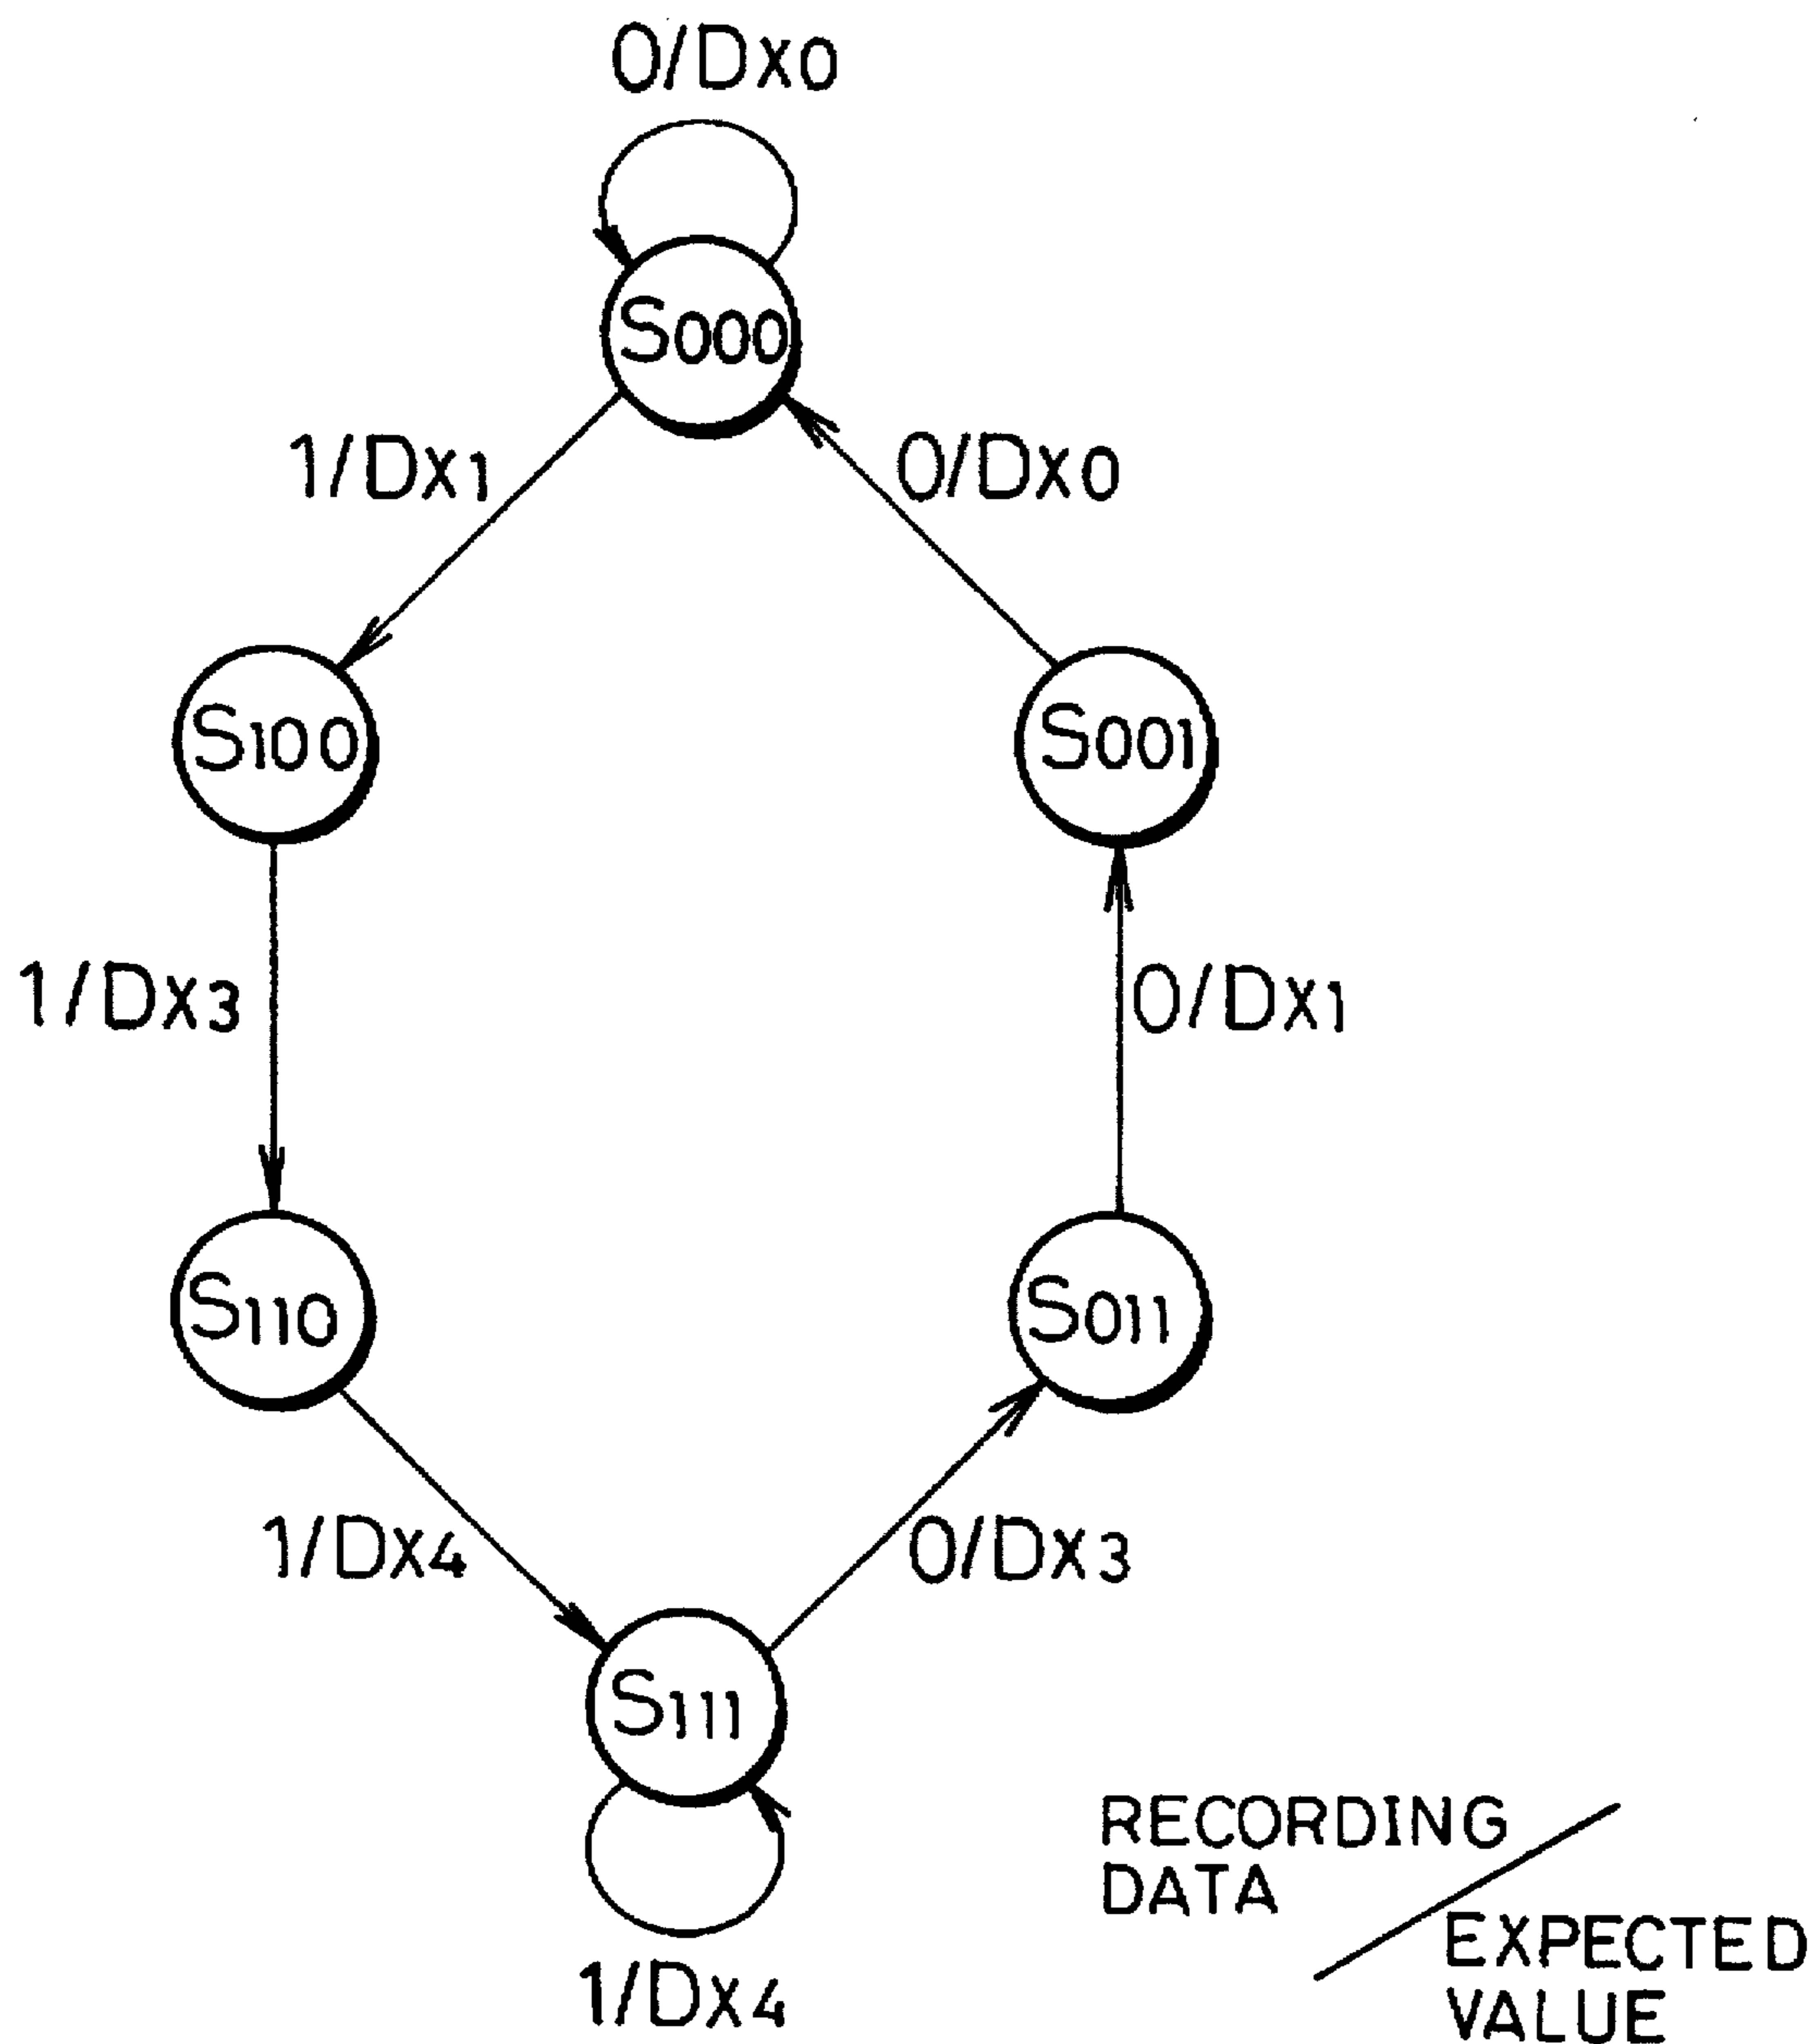 0/Dx0
S000
1/Dx1
0/Dx0
S100
S001
1/Dx3
0/Dx1
S110
S011
1/Dx4
0/Dx3
S111
1/Dx4
RECORDING
DATA
EXPECTED
VALUE